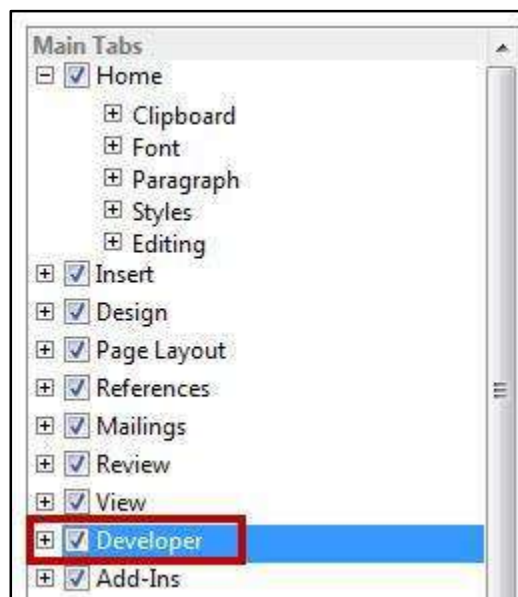 Main Tabs
Home
Clipboard
Font
Paragraph
Styles
Editing
Insert
Design
Page Layout
References
Mailings
Review
View
Developer
Add-Ins